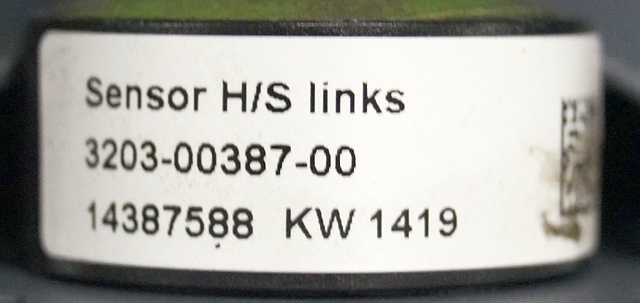 Sensor H/S links
3203-00387-00
14387588 KW 1419